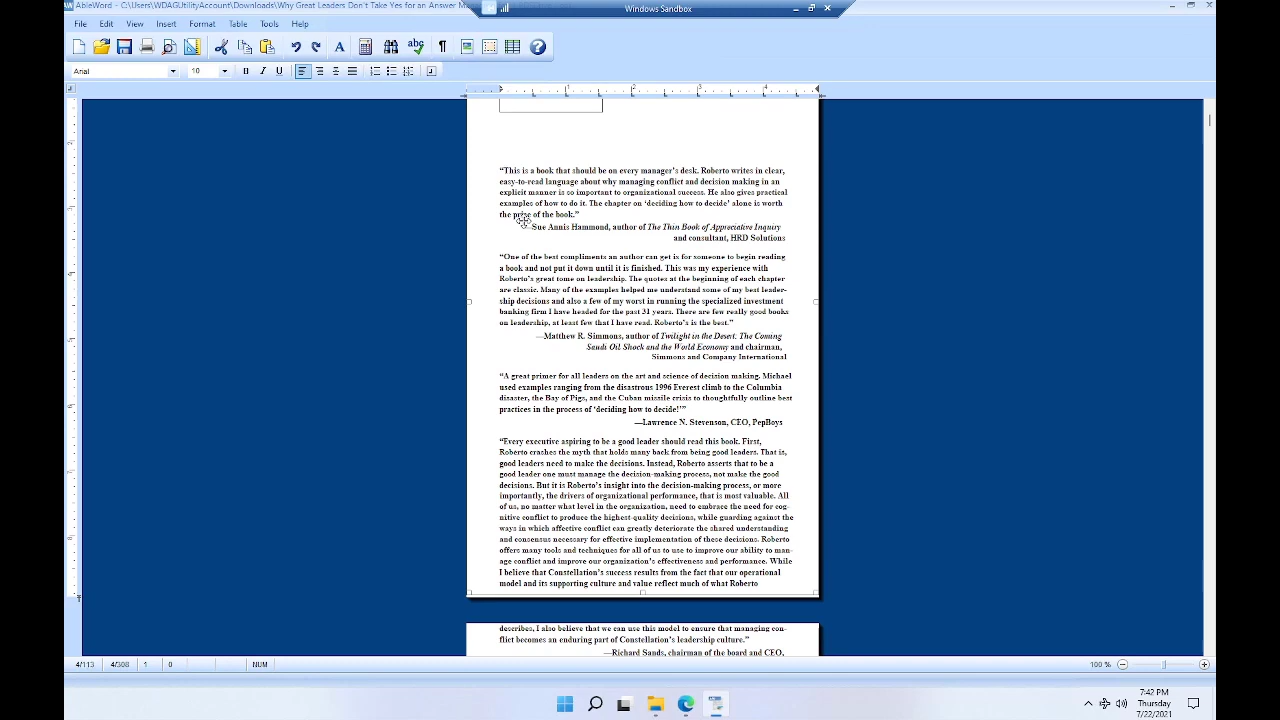 AbleWord - C:\Users\WDAGUtilityAccount\Downloads\Why Great Leaders Don't Take Yes for an Answer
Windows Sandbox
File Edit View Insert Format Table Tools Help
Arial 10 B I U
1 2 3 4
“This is a book that should be on every manager’s desk. Roberto writes in clear,
easy-to-read language about why managing conflict and decision making in an
explicit manner is so important to organizational success. He also gives practical
examples of how to do it. The chapter on ‘deciding how to decide’ alone is worth
the price of the book.”
—Sue Annis Hammond, author of The Thin Book of Appreciative Inquiry
and consultant, HRD Solutions
“One of the best compliments an author can get is for someone to begin reading
a book and not put it down until it is finished. This was my experience with
Roberto’s great tome on leadership. The quotes at the beginning of each chapter
are classic. Many of the examples helped me understand some of my best leader-
ship decisions and also a few of my worst in running the specialized investment
banking firm I have headed for the past 31 years. There are few really good books
on leadership, at least few that I have read. Roberto’s is the best.”
—Matthew R. Simmons, author of Twilight in the Desert. The Coming
Saudi Oil Shock and the World Economy and chairman,
Simmons and Company International
“A great primer for all leaders on the art and science of decision making. Michael
used examples ranging from the disastrous 1996 Everest climb to the Columbia
disaster, the Bay of Pigs, and the Cuban missile crisis to thoughtfully outline best
practices in the process of ‘deciding how to decide!’”
—Lawrence N. Stevenson, CEO, PepBoys
“Every executive aspiring to be a good leader should read this book. First,
Roberto crashes the myth that holds many back from being good leaders. That is,
good leaders need to make the decisions. Instead, Roberto asserts that to be a
good leader one must manage the decision-making process, not make the good
decisions. But it is Roberto’s insight into the decision-making process, or more
importantly, the drivers of organizational performance, that is most valuable. All
of us, no matter what level in the organization, need to embrace the need for cog-
nitive conflict to produce the highest-quality decisions, while guarding against the
ways in which affective conflict can greatly deteriorate the shared understanding
and consensus necessary for effective implementation of these decisions. Roberto
offers many tools and techniques for all of us to use to improve our ability to man-
age conflict and improve our organization’s effectiveness and performance. While
I believe that Constellation’s success results from the fact that our operational
model and its supporting culture and value reflect much of what Roberto
describes, I also believe that we can use this model to ensure that managing con-
flict becomes an enduring part of Constellation’s leadership culture.”
—Richard Sands, chairman of the board and CEO,
4/113 4/308 1 0 NUM 100 %
7:42 PM
Thursday
7/22/2021